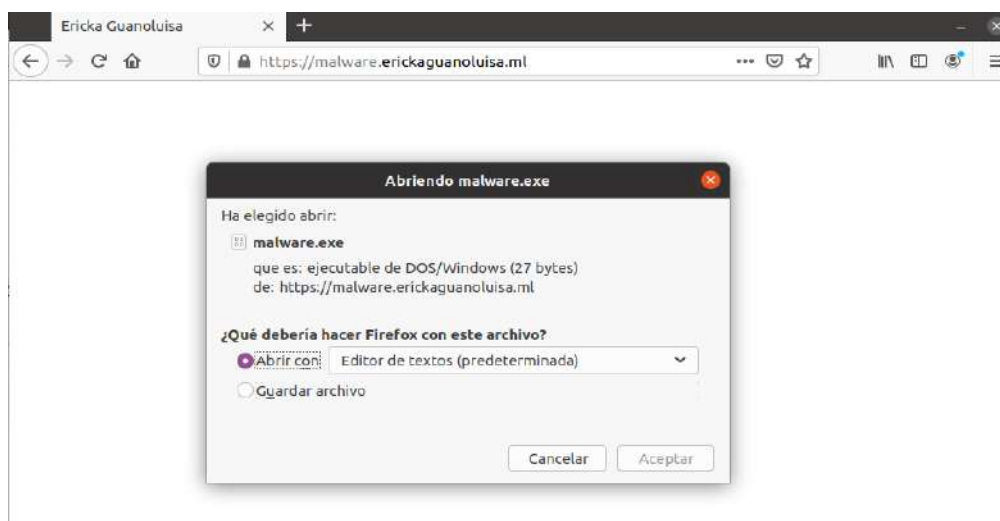 Ericka Guanoluisa
https://malware.erickaguanoluisa.ml
Abriendo malware.exe
Ha elegido abrir:
malware.exe
que es: ejecutable de DOS/Windows (27 bytes)
de: https://malware.erickaguanoluisa.ml
¿Qué debería hacer Firefox con este archivo?
Abrir con Editor de textos (predeterminada)
Guardar archivo
Cancelar Aceptar